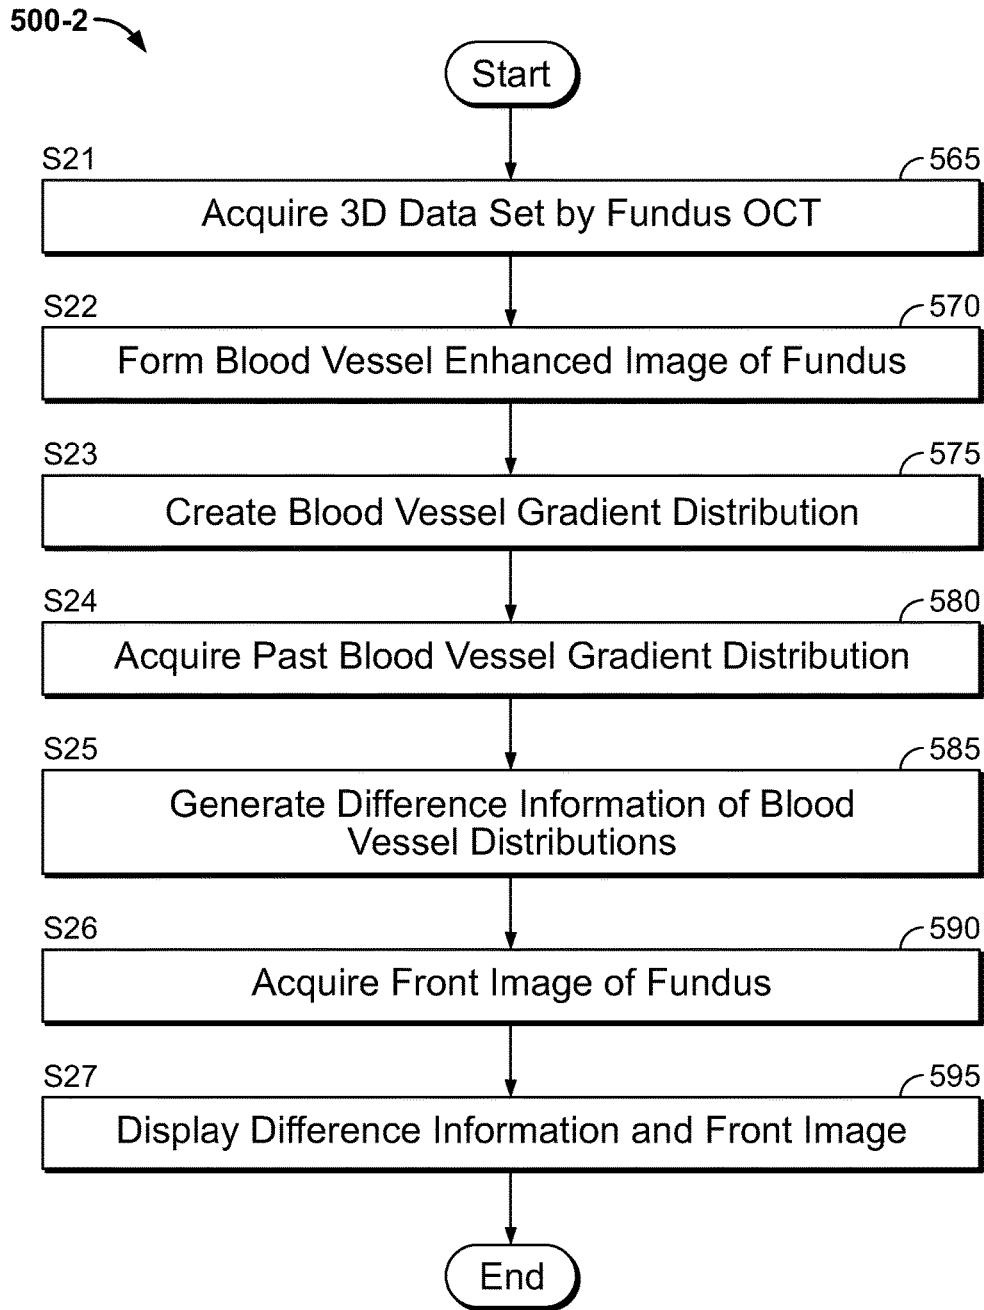 500-2
Start
S21
565
Acquire 3D Data Set by Fundus OCT
S22
570
Form Blood Vessel Enhanced Image of Fundus
S23
575
Create Blood Vessel Gradient Distribution
S24
580
Acquire Past Blood Vessel Gradient Distribution
S25
585
Generate Difference Information of Blood
Vessel Distributions
S26
590
Acquire Front Image of Fundus
S27
595
Display Difference Information and Front Image
End